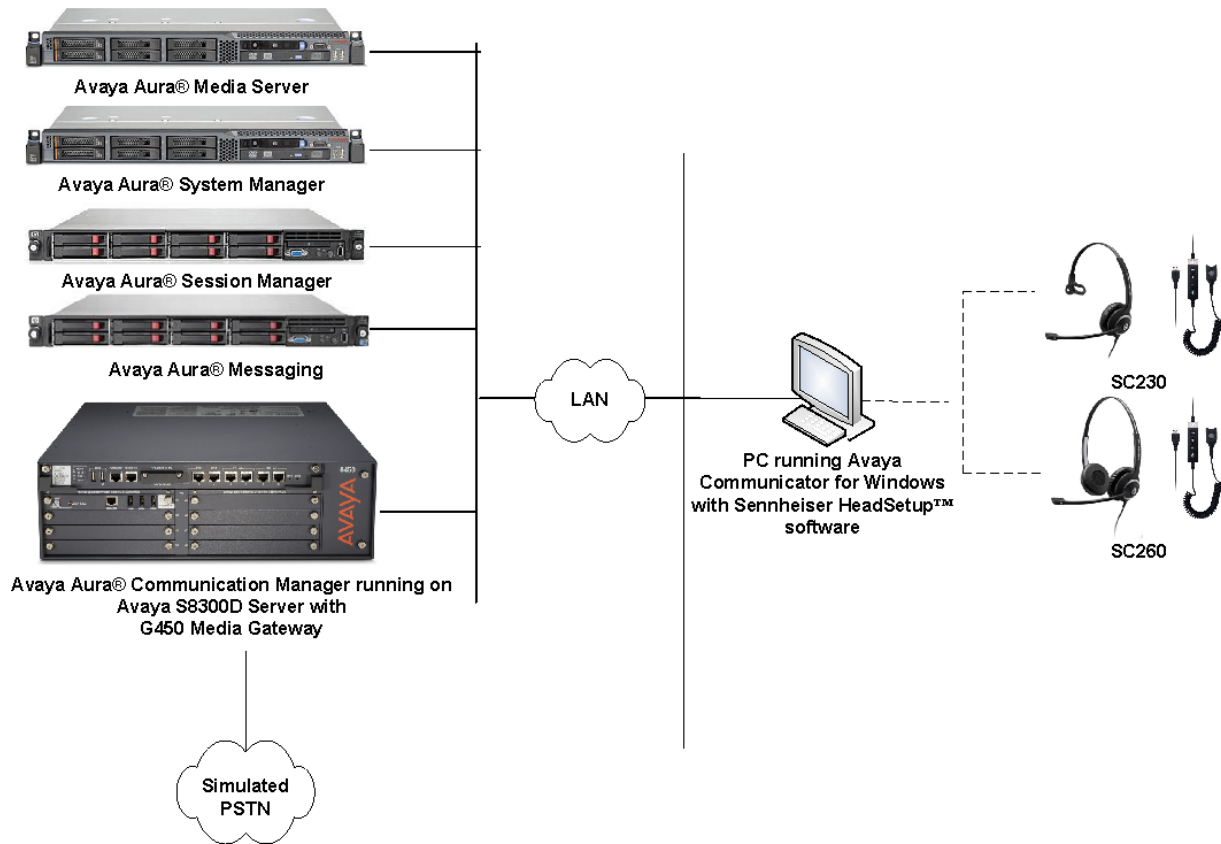 Avaya Aura® Media Server
Avaya Aura® System Manager
Avaya Aura® Session Manager
Avaya Aura® Messaging
AVAYA
Avaya Aura® Communication Manager running on
Avaya S8300D Server with
G450 Media Gateway
Simulated
PSTN
LAN
PC running Avaya
Communicator for Windows
with Sennheiser HeadSetup™
software
SC230
SC260